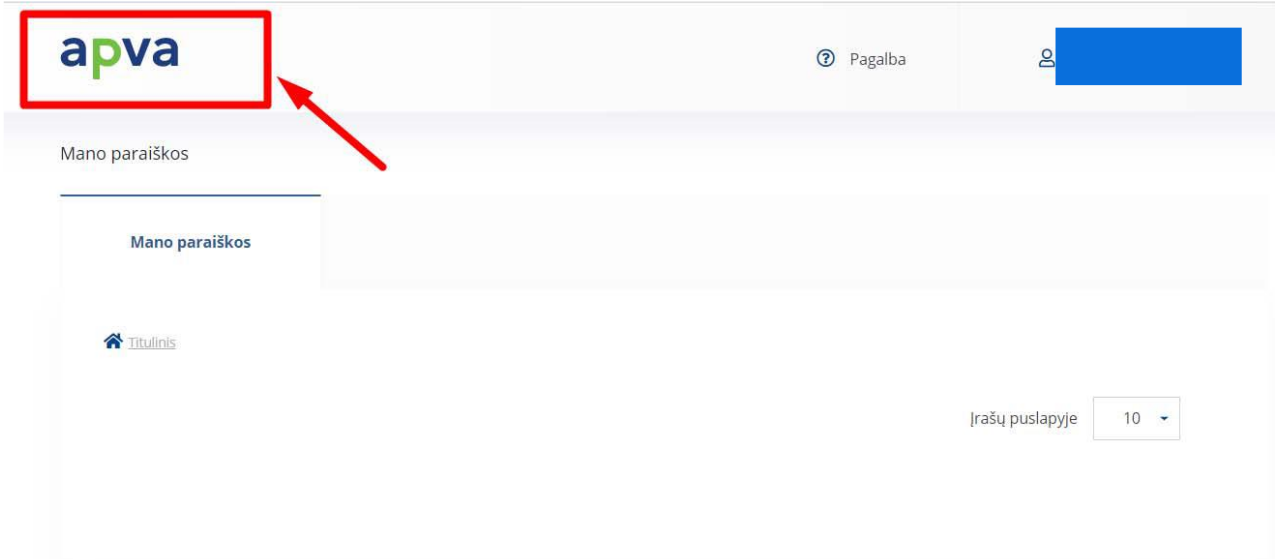 apva
Pagalba
Mano paraiškos
Mano paraiškos
Titulinis
Įrašų puslapyje 10